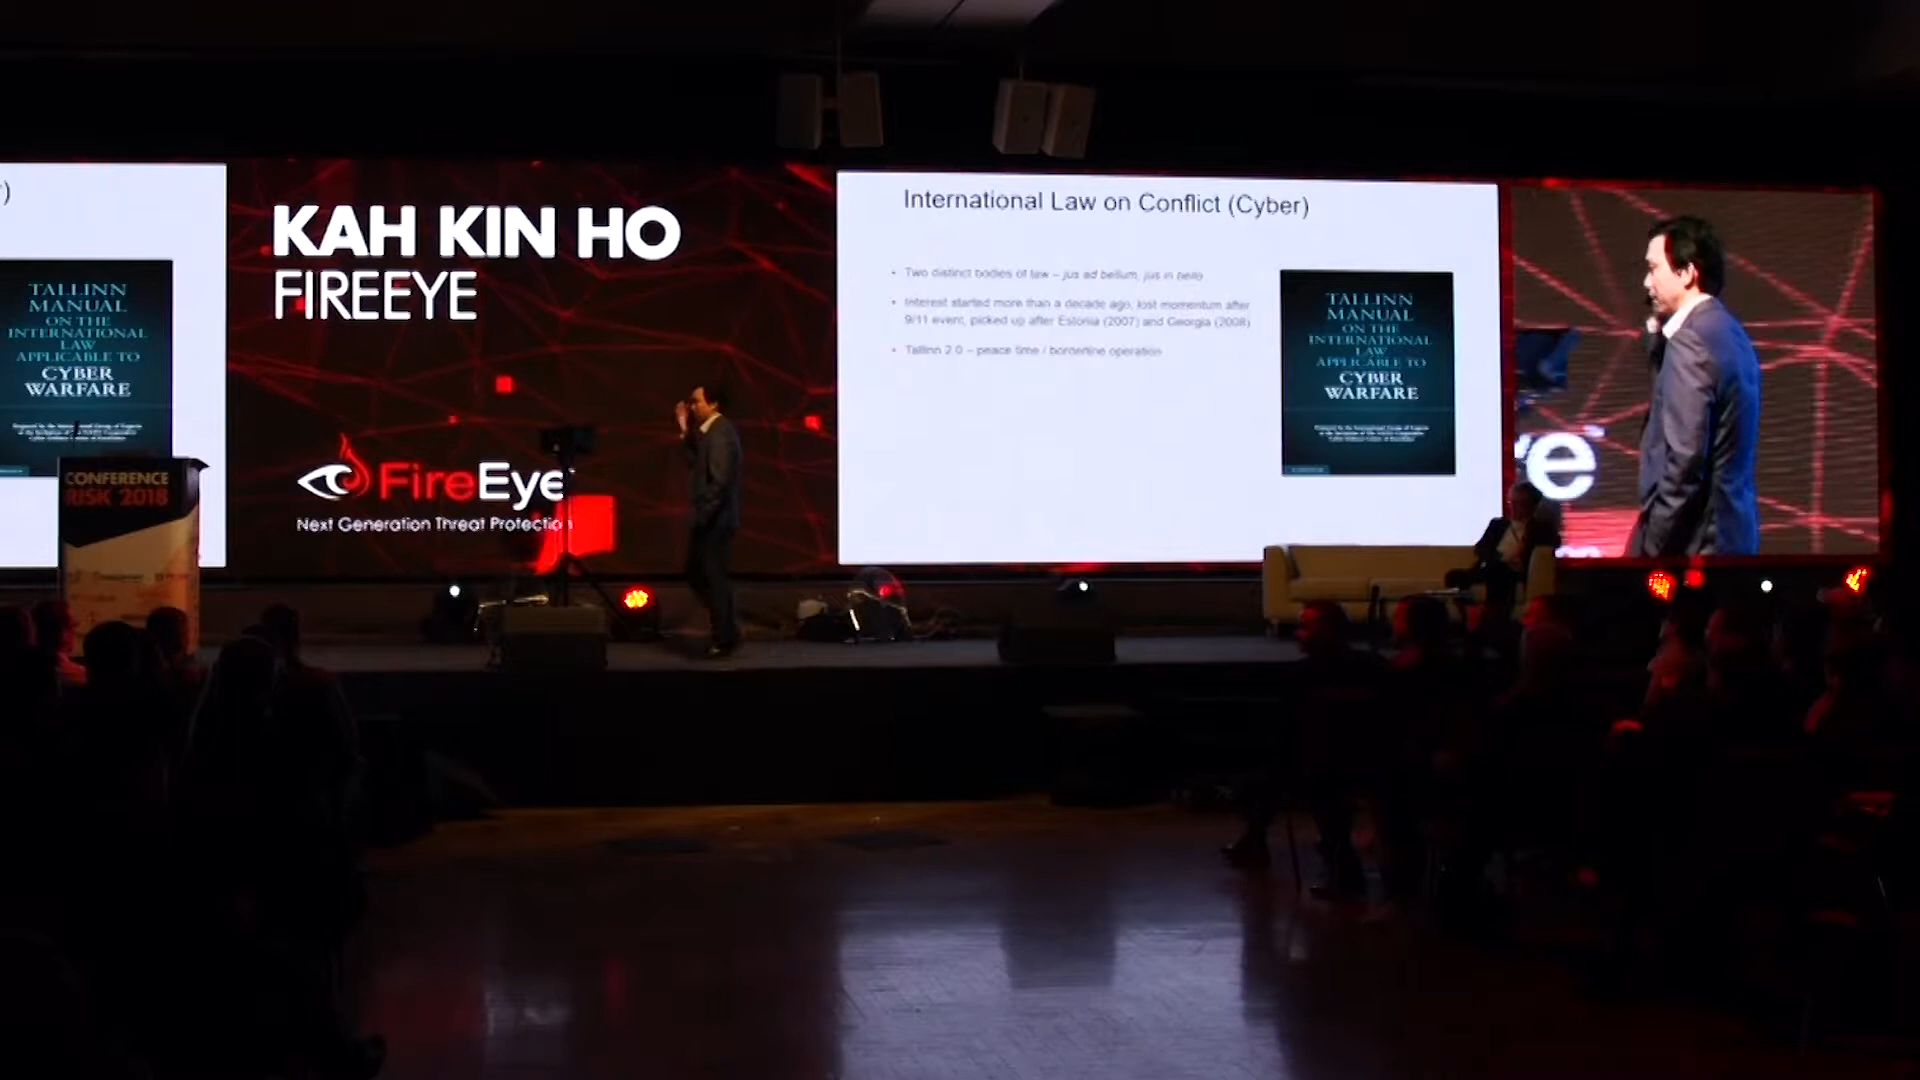 )
TALLINN
MANUAL
ON THE
INTERNATIONAL
LAW
APPLICABLE TO
CYBER
WARFARE
CONFERENCE
RISK 2018
KAH KIN HO
FIREEYE
FireEye
Next Generation Threat Protection
International Law on Conflict (Cyber)
• Two distinct bodies of law – jus ad bellum, jus in bello
• Interest started more than a decade ago, lost momentum after
9/11 event, picked up after Estonia (2007) and Georgia (2008)
• Tallinn 2.0 – peace time / borderline operation
TALLINN
MANUAL
ON THE
INTERNATIONAL
LAW
APPLICABLE TO
CYBER
WARFARE
re